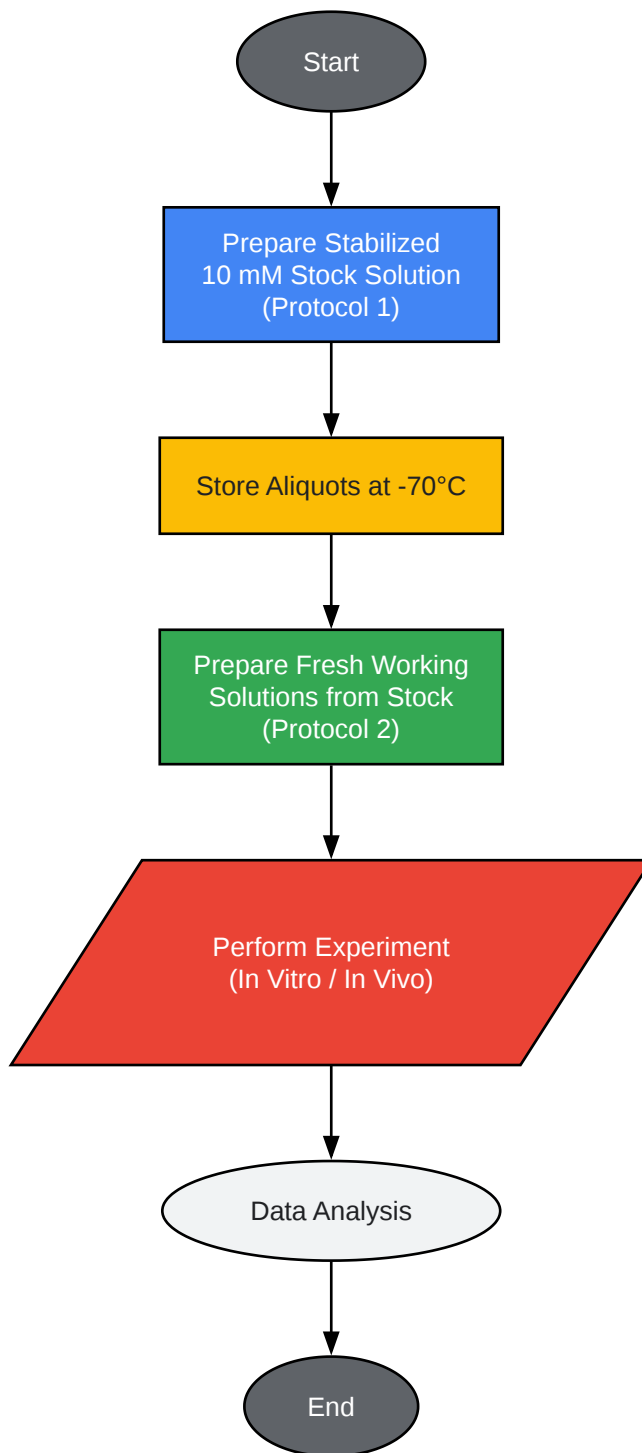 Start
Prepare Stabilized
10 mM Stock Solution
(Protocol 1)
Store Aliquots at -70°C
Prepare Fresh Working
Solutions from Stock
(Protocol 2)
Perform Experiment
(In Vitro / In Vivo)
Data Analysis
End